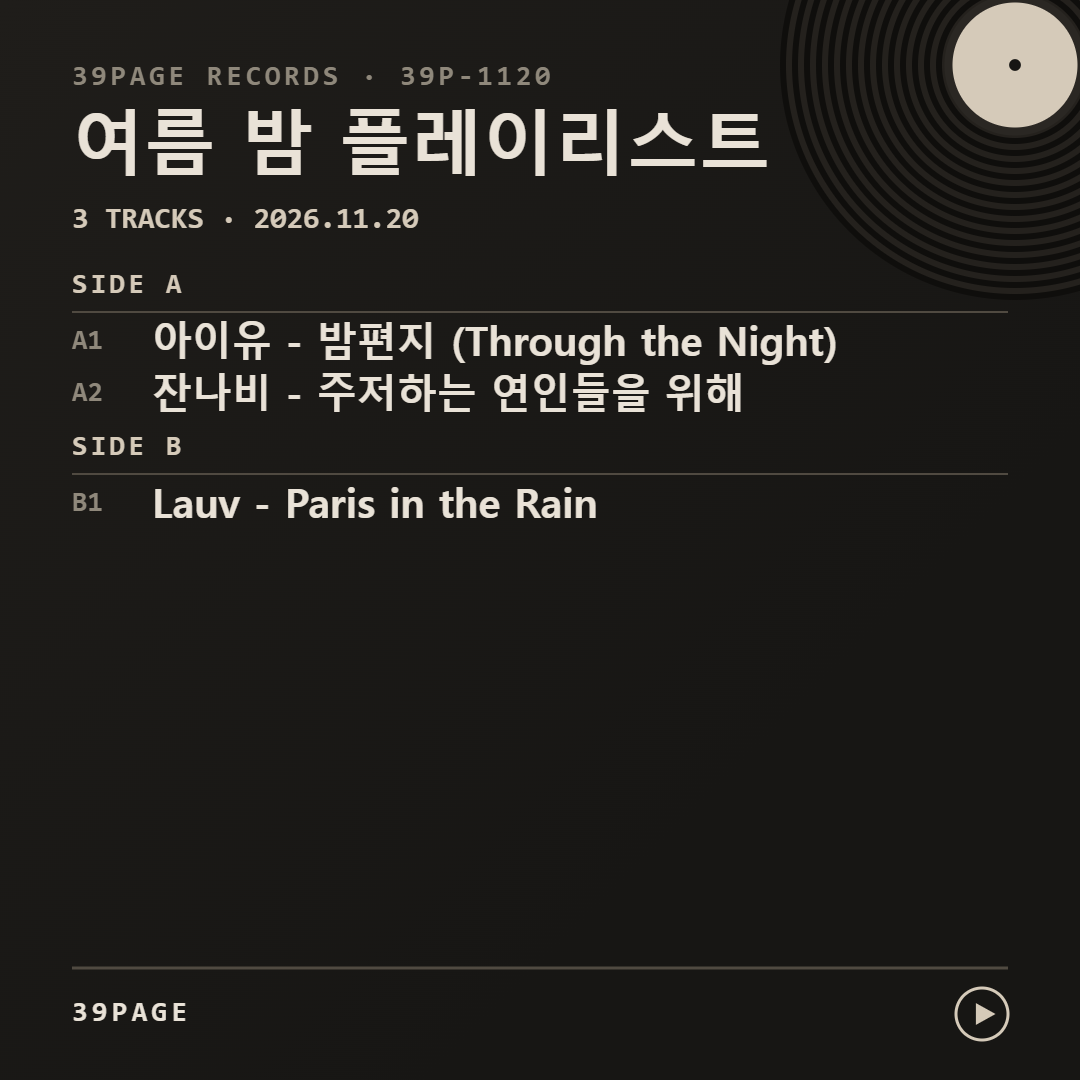 39PAGE RECORDS · 39P-1120
여름 밤 플레이리스트
3 TRACKS · 2026.11.20
SIDE A
A1 아이유 - 밤편지 (Through the Night)
A2 잔나비 - 주저하는 연인들을 위해
SIDE B
B1 Lauv - Paris in the Rain
39PAGE